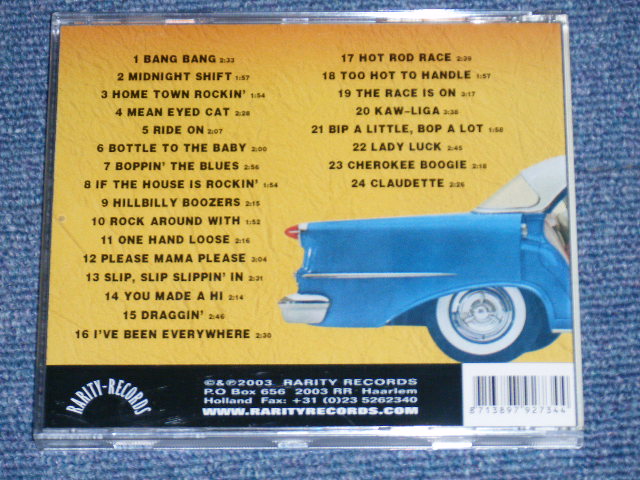 1 BANG BANG 2:33
2 MIDNIGHT SHIFT 1:57
3 HOME TOWN ROCKIN' 1:54
4 MEAN EYED CAT 2:28
5 RIDE ON 2:07
6 BOTTLE TO THE BABY 2:00
7 BOPPIN' THE BLUES 2:56
8 IF THE HOUSE IS ROCKIN' 1:54
9 HILLBILLY BOOZERS 2:15
10 ROCK AROUND WITH 1:52
11 ONE HAND LOOSE 2:16
12 PLEASE MAMA PLEASE 3:04
13 SLIP, SLIP SLIPPIN' IN 2:31
14 YOU MADE A HI 2:14
15 DRAGGIN' 2:46
16 I'VE BEEN EVERYWHERE 2:30
17 HOT ROD RACE 2:39
18 TOO HOT TO HANDLE 1:57
19 THE RACE IS ON 3:17
20 KAW-LIGA 3:38
21 BIP A LITTLE, BOP A LOT 1:58
22 LADY LUCK 2:45
23 CHEROKEE BOOGIE 2:18
24 CLAUDETTE 2:26
RARITY-RECORDS
©&℗2003 RARITY RECORDS
P.O Box 656 2003 RR Haarlem
Holland Fax: +31 (0)23 5262340
WWW.RARITYRECORDS.COM
8713897927344